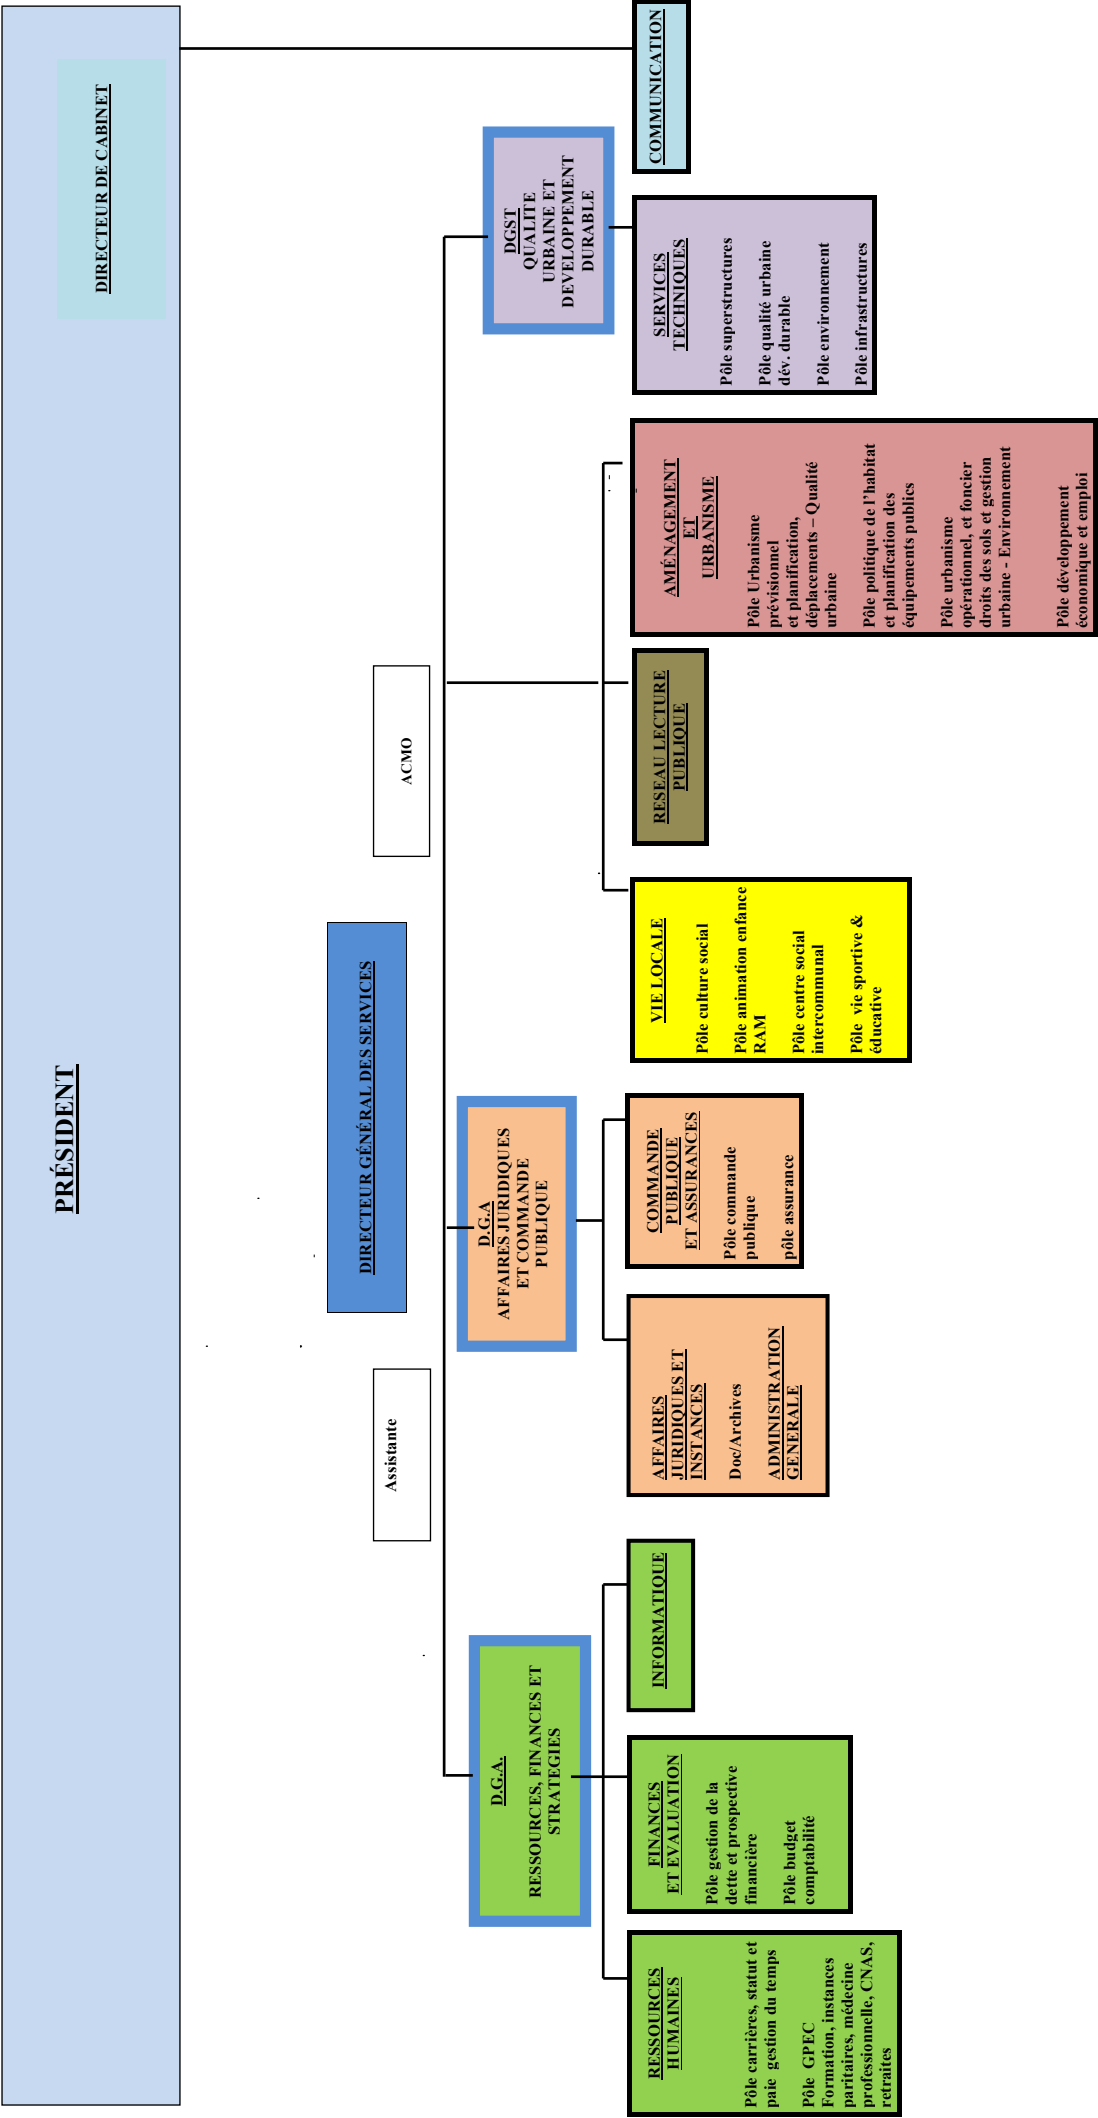 PRÉSIDENT
DIRECTEUR DE CABINET
DIRECTEUR GÉNÉRAL DES SERVICES
Assistante
ACMO
D.G.A.
RESSOURCES, FINANCES ET
STRATEGIES
D.G.A
AFFAIRES JURIDIQUES
ET COMMANDE
PUBLIQUE
DGST
QUALITE
URBAINE ET
DEVELOPPEMENT
DURABLE
RESSOURCES
HUMAINES
Pôle carrières, statut et
paie gestion du temps
Pôle GPEC
Formation, instances
paritaires, médecine
professionnelle, CNAS,
retraites
FINANCES
ET EVALUATION
Pôle gestion de la
dette et prospective
financière
Pôle budget
comptabilité
INFORMATIQUE
AFFAIRES
JURIDIQUES ET
INSTANCES
Doc/Archives
ADMINISTRATION
GENERALE
COMMANDE
PUBLIQUE
ET ASSURANCES
Pôle commande
publique
pôle assurance
VIE LOCALE
Pôle culture social
Pôle animation enfance
RAM
Pôle centre social
intercommunal
Pôle vie sportive &
éducative
RESEAU LECTURE
PUBLIQUE
AMÉNAGEMENT
ET
URBANISME
Pôle Urbanisme
prévisionnel
et planification,
déplacements – Qualité
urbaine
Pôle politique de l’habitat
et planification des
équipements publics
Pôle urbanisme
opérationnel, et foncier
droits des sols et gestion
urbaine - Environnement
Pôle développement
économique et emploi
SERVICES
TECHNIQUES
Pôle superstructures
Pôle qualité urbaine
dév. durable
Pôle environnement
Pôle infrastructures
COMMUNICATION